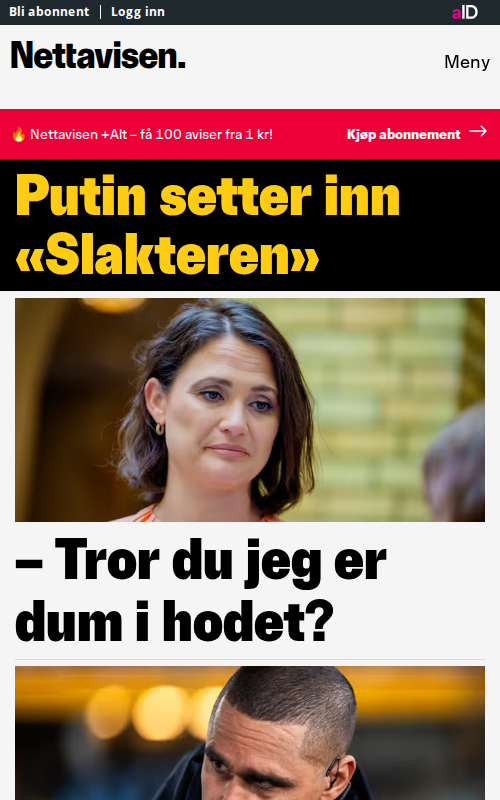 Bli abonnent | Logg inn
aID
Nettavisen.
Meny
🔥 Nettavisen +Alt – få 100 aviser fra 1 kr!
Kjøp abonnement →
Putin setter inn
«Slakteren»
– Tror du jeg er
dum i hodet?